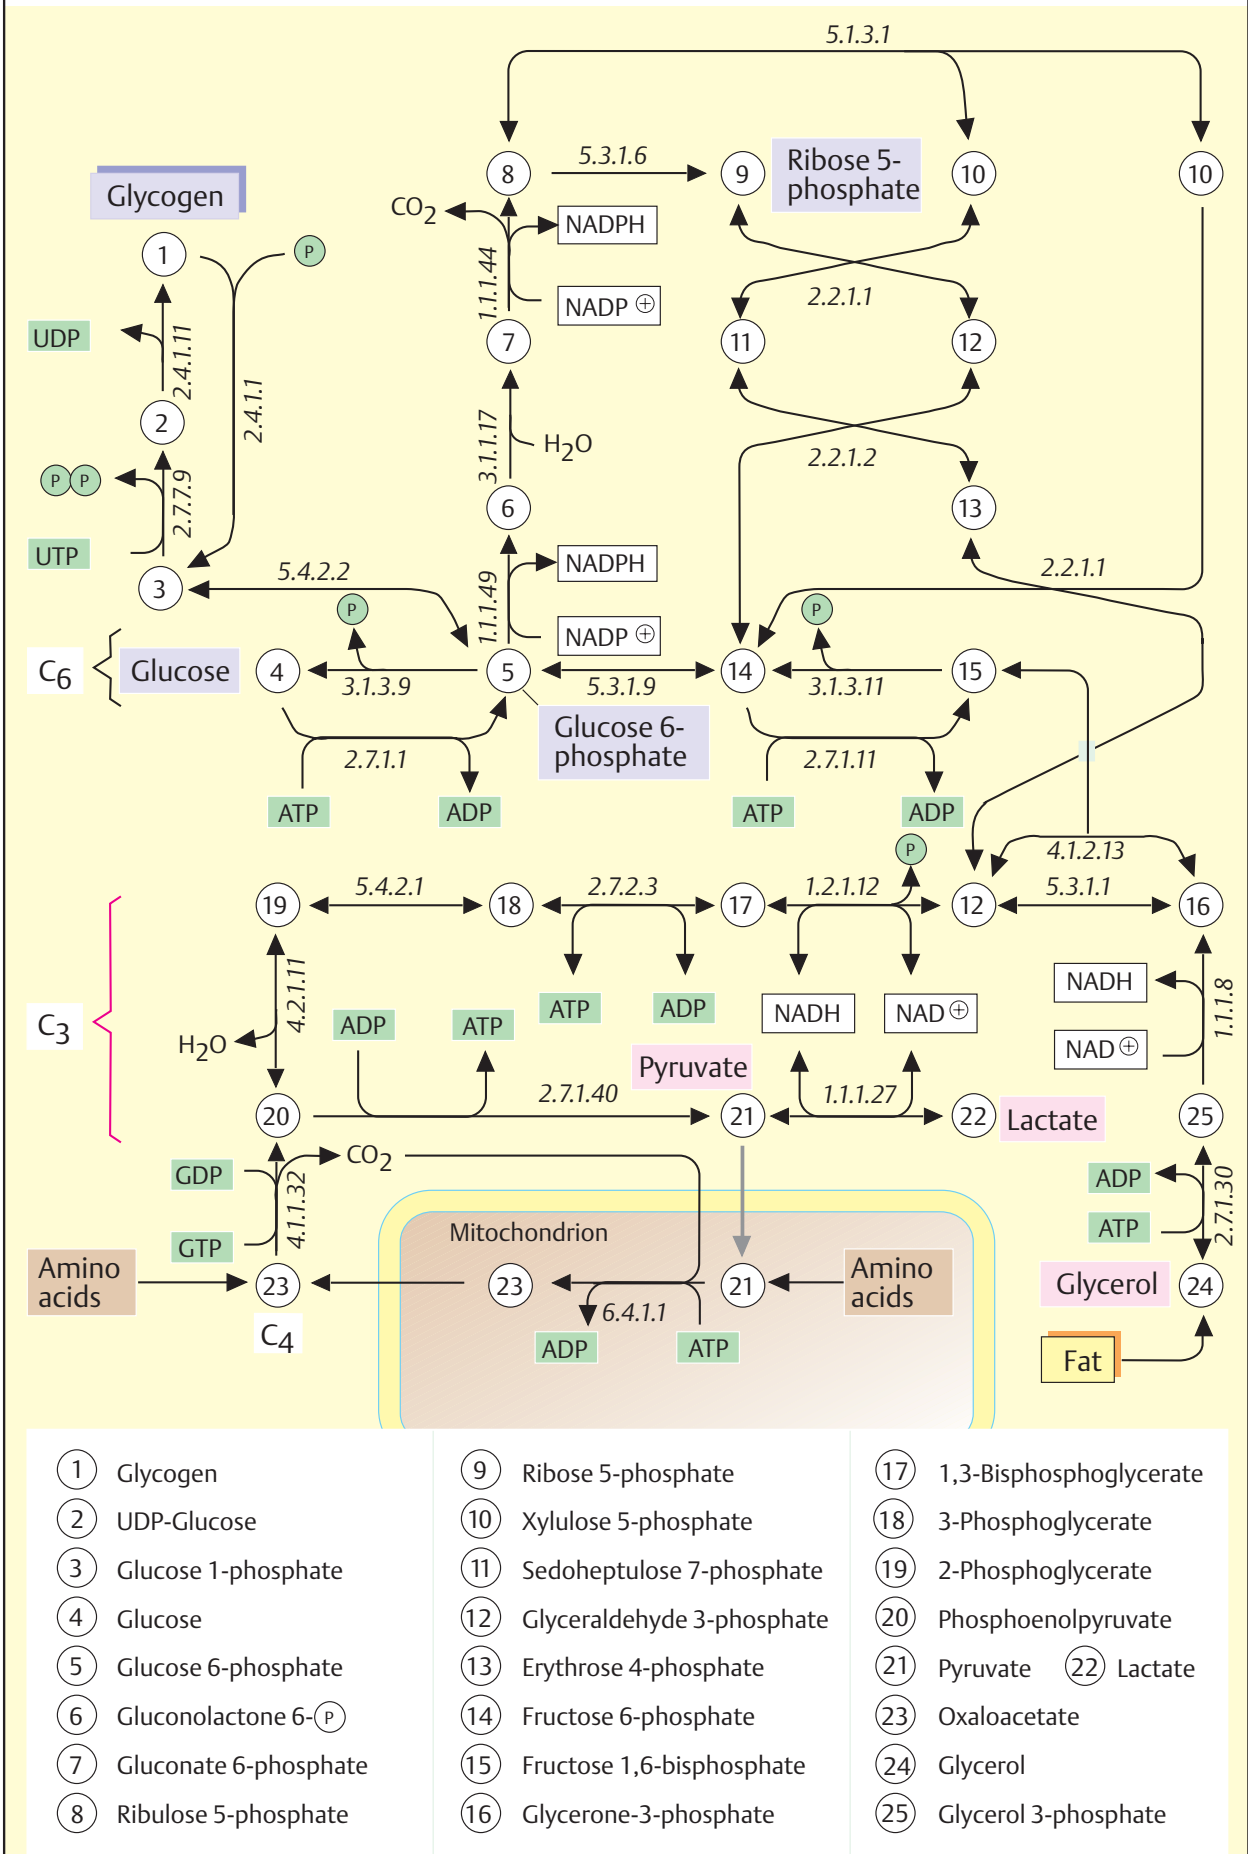 5.1.3.1
8
5.3.1.6
9
Ribose 5-
phosphate
10
10
Glycogen
CO2
NADPH
1
P
1.1.1.44
NADP ⊕
2.2.1.1
UDP
2.4.1.11
7
11
12
2.4.1.1
2
3.1.1.17
H2O
2.2.1.2
P P
2.7.7.9
6
13
UTP
NADPH
3
5.4.2.2
2.2.1.1
P
P
1.1.1.49
NADP ⊕
C6
Glucose
4
3.1.3.9
5
5.3.1.9
14
3.1.3.11
15
Glucose 6-
phosphate
2.7.1.1
2.7.1.11
ATP
ADP
ATP
ADP
P
4.1.2.13
19
5.4.2.1
18
2.7.2.3
17
1.2.1.12
12
5.3.1.1
16
4.2.1.11
NADH
1.1.1.8
C3
ADP
ATP
ATP
ADP
NADH
NAD ⊕
H2O
NAD ⊕
Pyruvate
2.7.1.40
1.1.1.27
20
21
22
Lactate
25
CO2
GDP
4.1.1.32
ADP
2.7.1.30
GTP
Mitochondrion
ATP
Amino
acids
23
23
21
Amino
acids
Glycerol
24
6.4.1.1
C4
ADP
ATP
Fat
1 Glycogen
2 UDP-Glucose
3 Glucose 1-phosphate
4 Glucose
5 Glucose 6-phosphate
6 Gluconolactone 6-P
7 Gluconate 6-phosphate
8 Ribulose 5-phosphate
9 Ribose 5-phosphate
10 Xylulose 5-phosphate
11 Sedoheptulose 7-phosphate
12 Glyceraldehyde 3-phosphate
13 Erythrose 4-phosphate
14 Fructose 6-phosphate
15 Fructose 1,6-bisphosphate
16 Glycerone-3-phosphate
17 1,3-Bisphosphoglycerate
18 3-Phosphoglycerate
19 2-Phosphoglycerate
20 Phosphoenolpyruvate
21 Pyruvate 22 Lactate
23 Oxaloacetate
24 Glycerol
25 Glycerol 3-phosphate